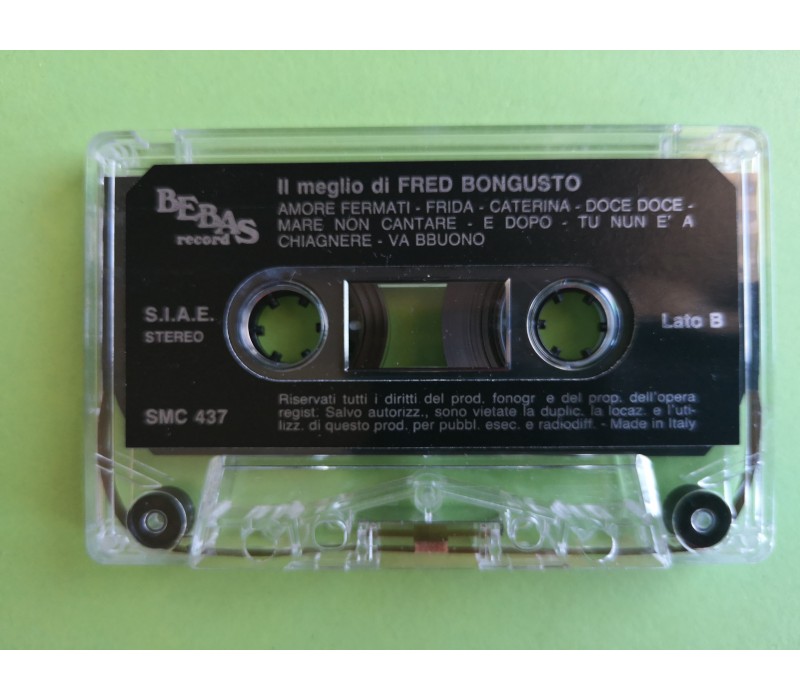 BEBAS
record
Il meglio di FRED BONGUSTO
AMORE FERMATI - FRIDA - CATERINA - DOCE DOCE -
MARE NON CANTARE - E DOPO - TU NUN E' A
CHIAGNERE - VA BBUONO
S.I.A.E.
STEREO
Lato B
SMC 437
Riservati tutti i diritti del prod. fonogr e del prop. dell'opera
regist. Salvo autorizz., sono vietate la duplic. la locaz. e l'uti-
lizz. di questo prod. per pubbl. esec. e radiodiff. - Made in Italy